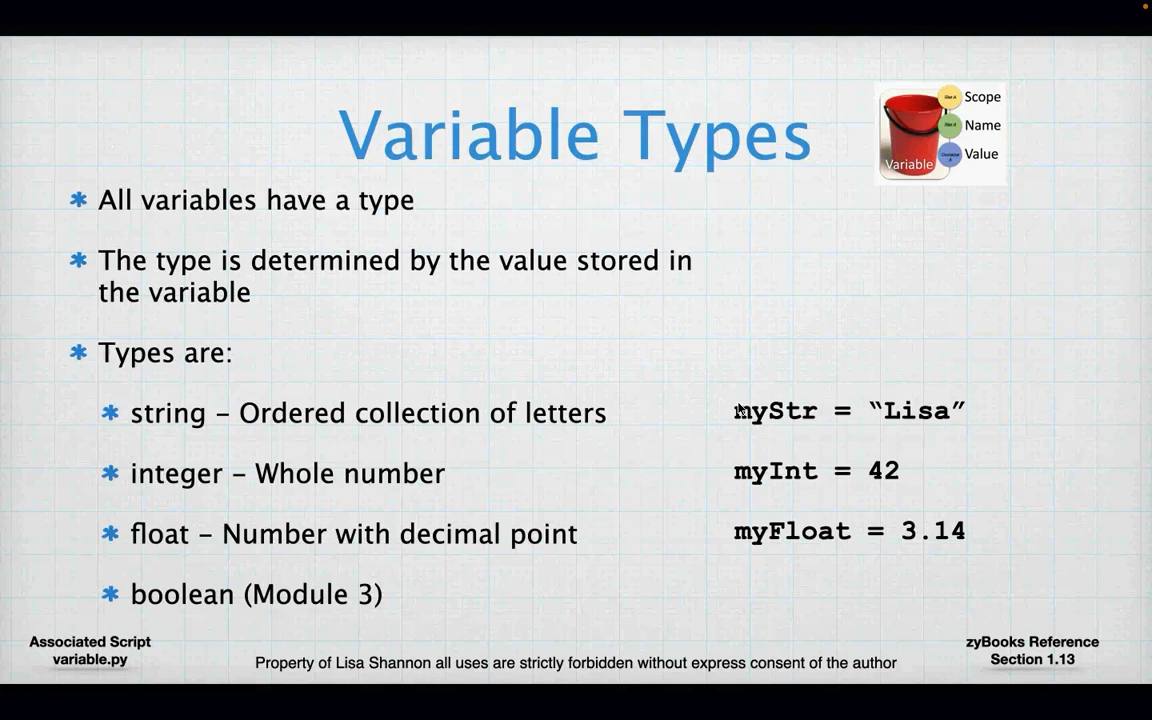 Variable Types
Scope
Name
Value
Variable
* All variables have a type
* The type is determined by the value stored in
the variable
* Types are:
* string – Ordered collection of letters
myStr = “Lisa”
* integer – Whole number
myInt = 42
* float – Number with decimal point
myFloat = 3.14
* boolean (Module 3)
Associated Script
variable.py
Property of Lisa Shannon all uses are strictly forbidden without express consent of the author
zyBooks Reference
Section 1.13